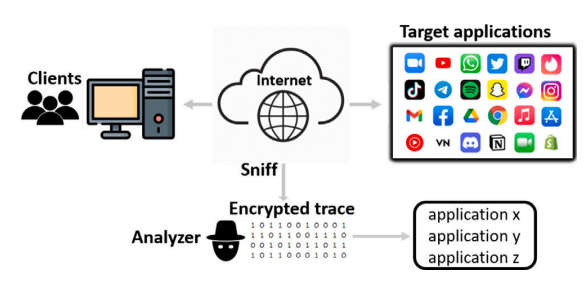 Target applications
Clients
Internet
VN
Sniff
Encrypted trace
1 0 1 1 0 0 1 0 0 0 1
1 1 0 1 1 0 0 1 1 1 0
0 0 1 0 1 1 0 1 0 1 1
1 0 1 1 0 0 0 1 0 1 0
Analyzer
application x
application y
application z